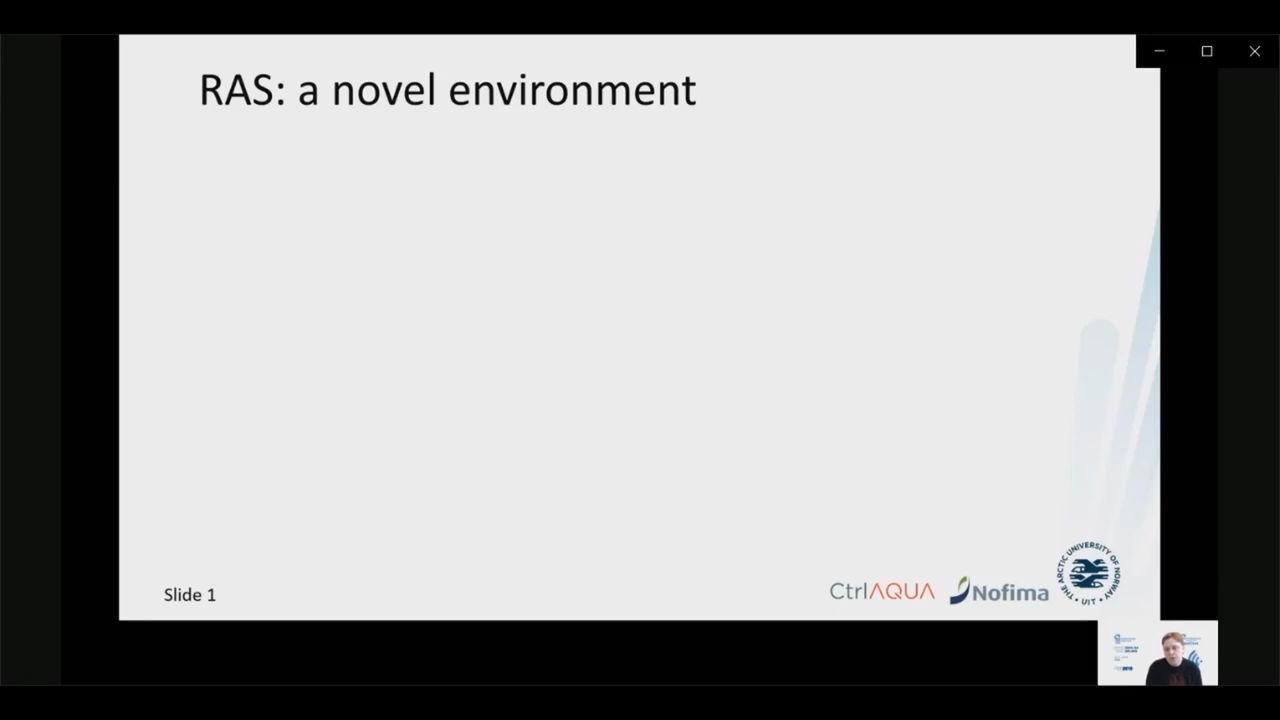 RAS: a novel environment
Slide 1
CtrlAQUA
Nofima
THE ARCTIC UNIVERSITY OF NORWAY
UiT